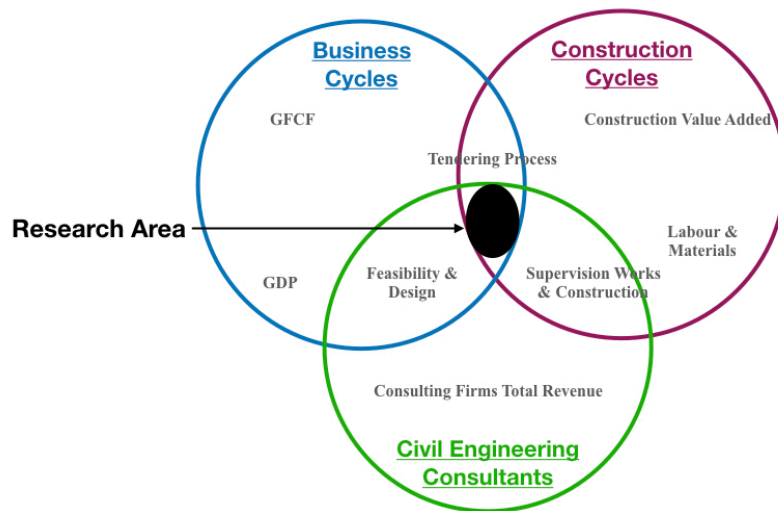 Business
Cycles
Construction
Cycles
GFCF
Construction Value Added
Tendering Process
Research Area
Labour &
Materials
GDP
Feasibility &
Design
Supervision Works
& Construction
Consulting Firms Total Revenue
Civil Engineering
Consultants